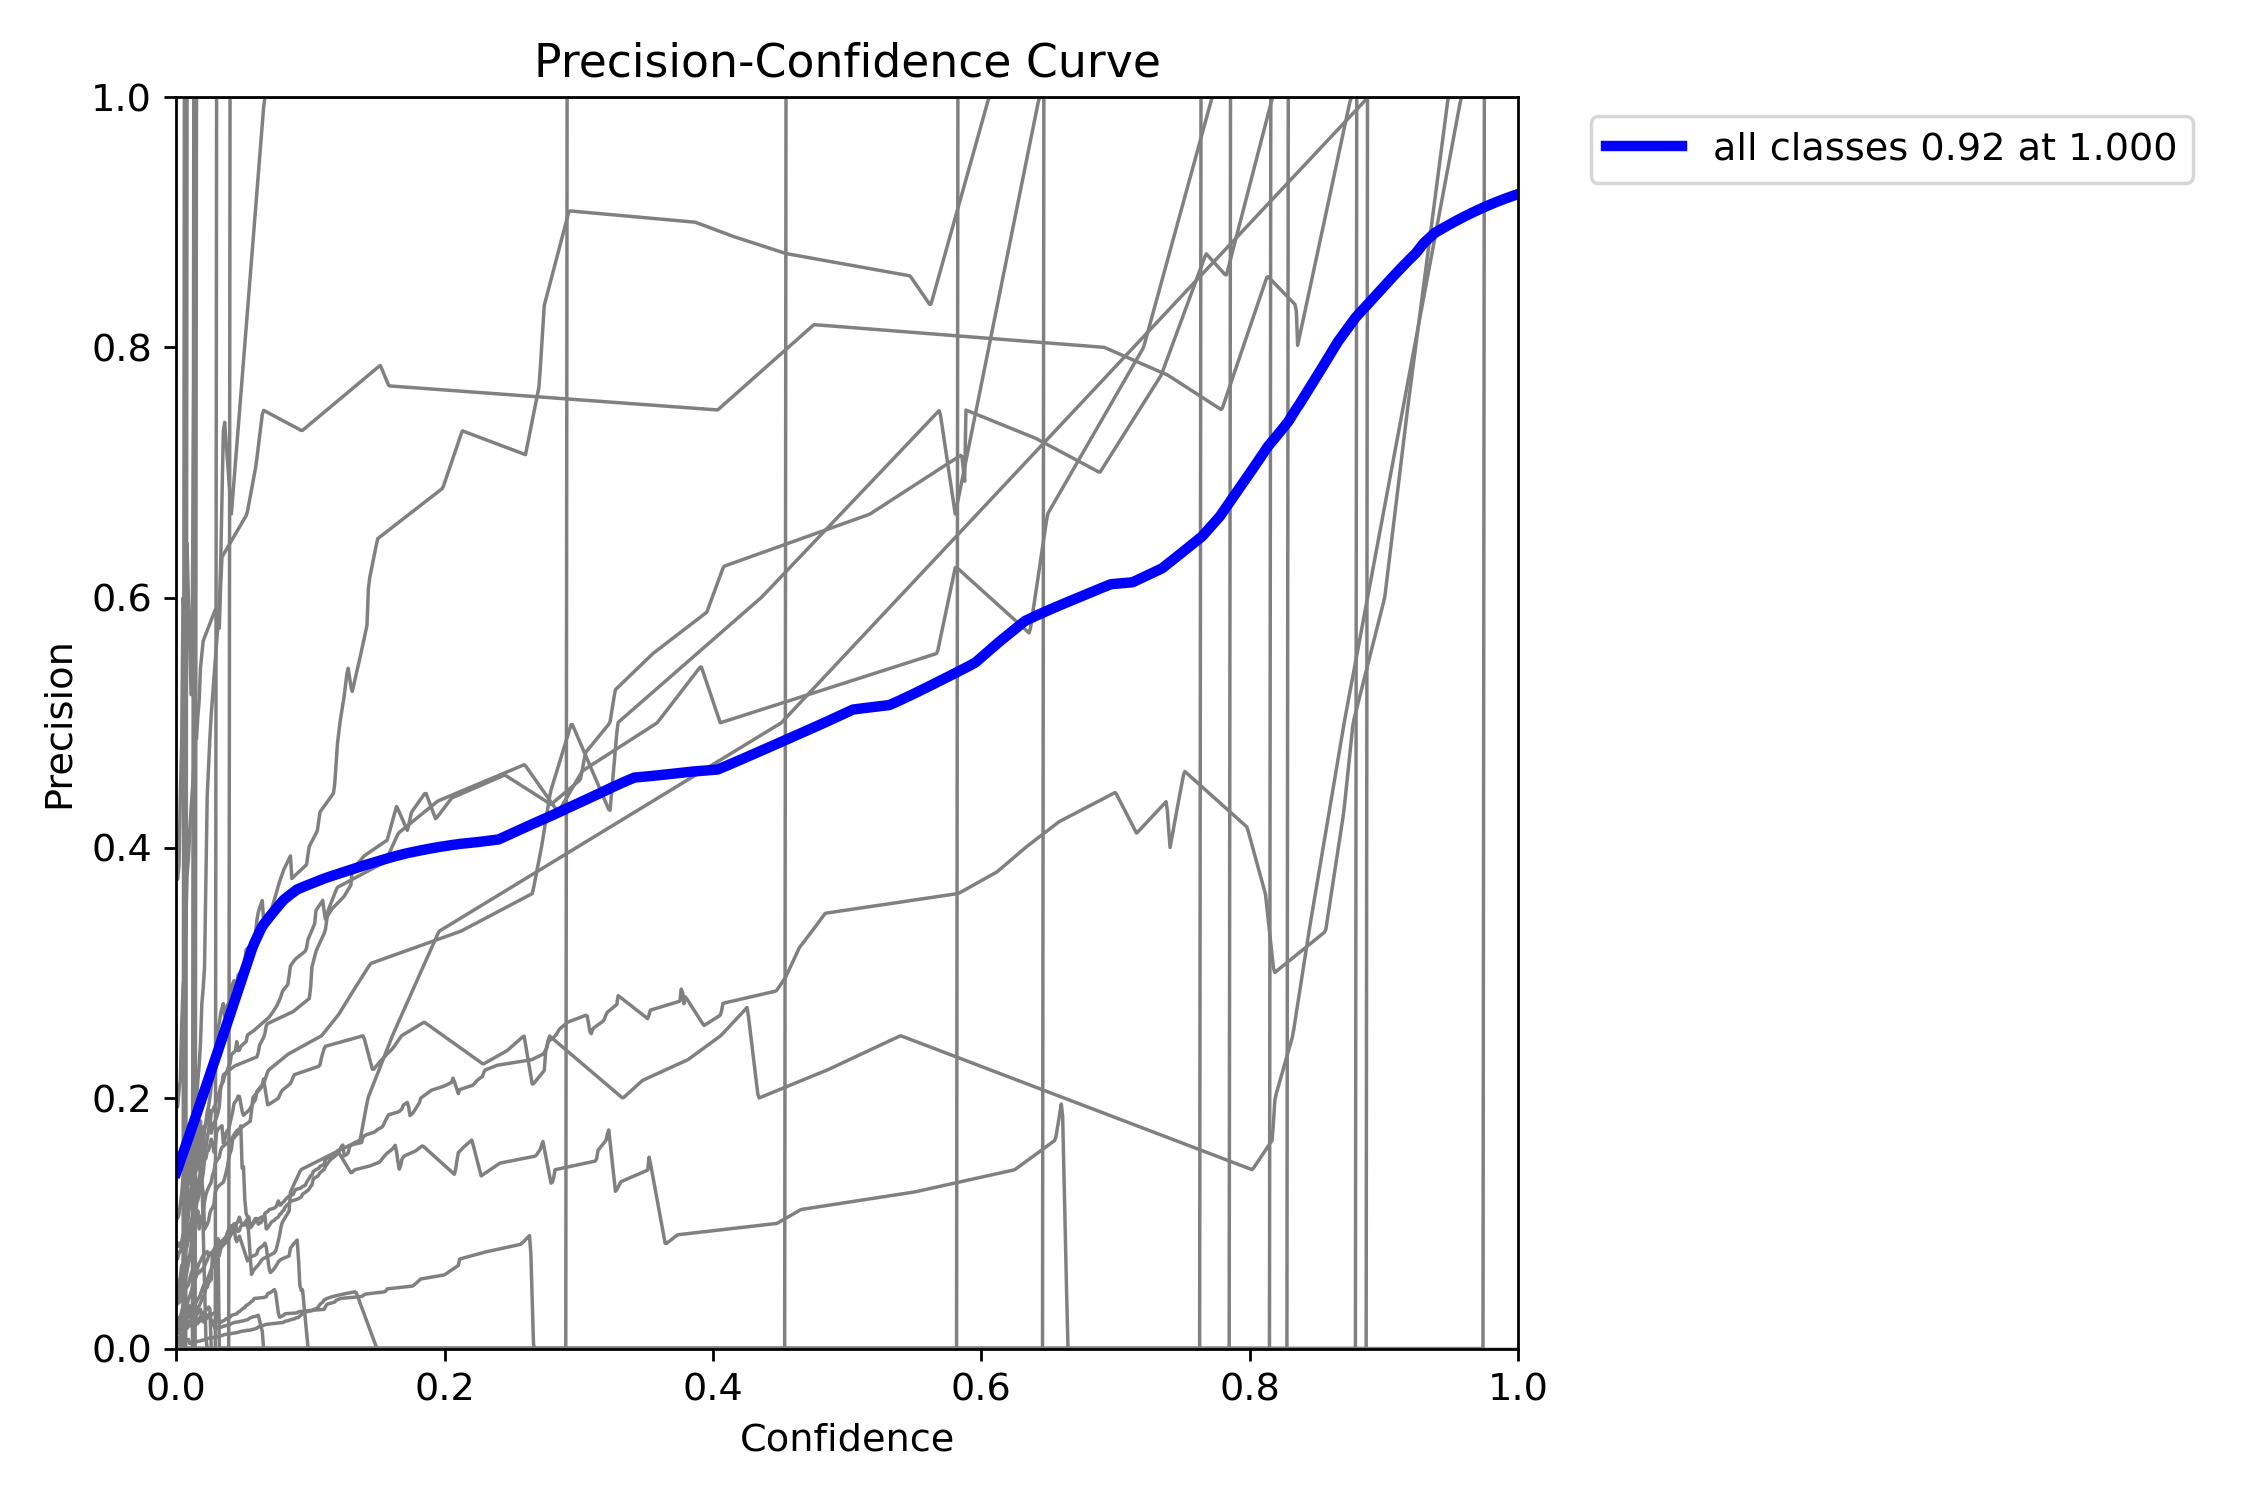 Precision-Confidence Curve
all classes 0.92 at 1.000
Precision
1.0
0.8
0.6
0.4
0.2
0.0
0.0 0.2 0.4 0.6 0.8 1.0
Confidence